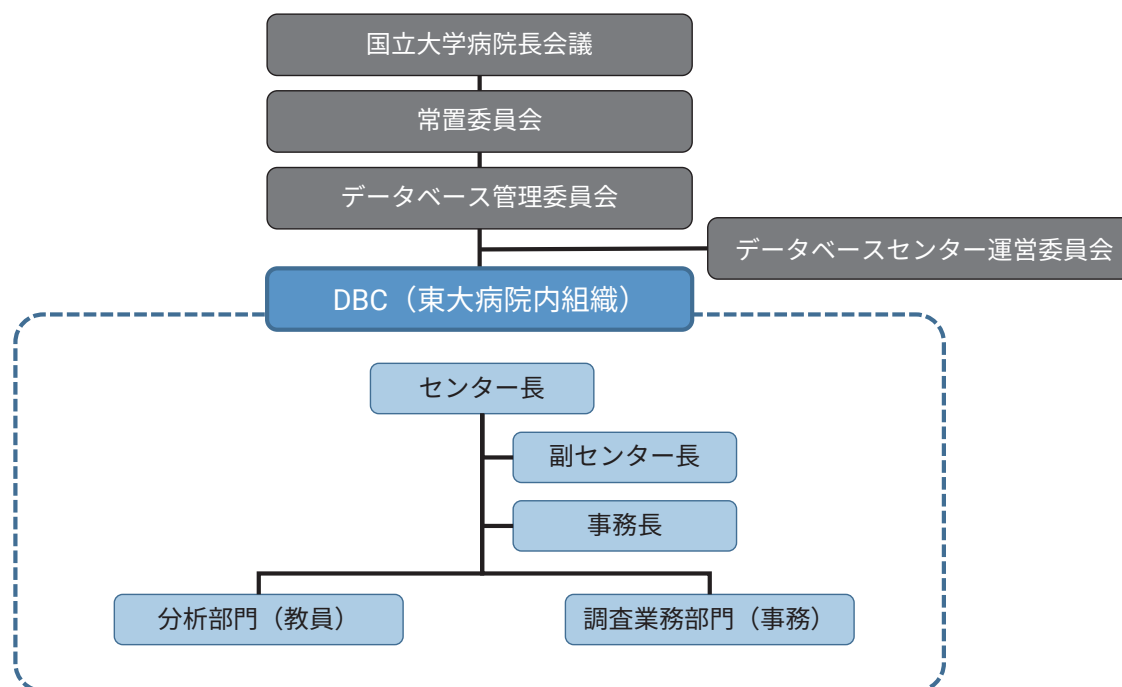 国立大学病院長会議
常置委員会
データベース管理委員会
データベースセンター運営委員会
DBC（東大病院内組織）
センター長
副センター長
事務長
分析部門（教員）
調査業務部門（事務）